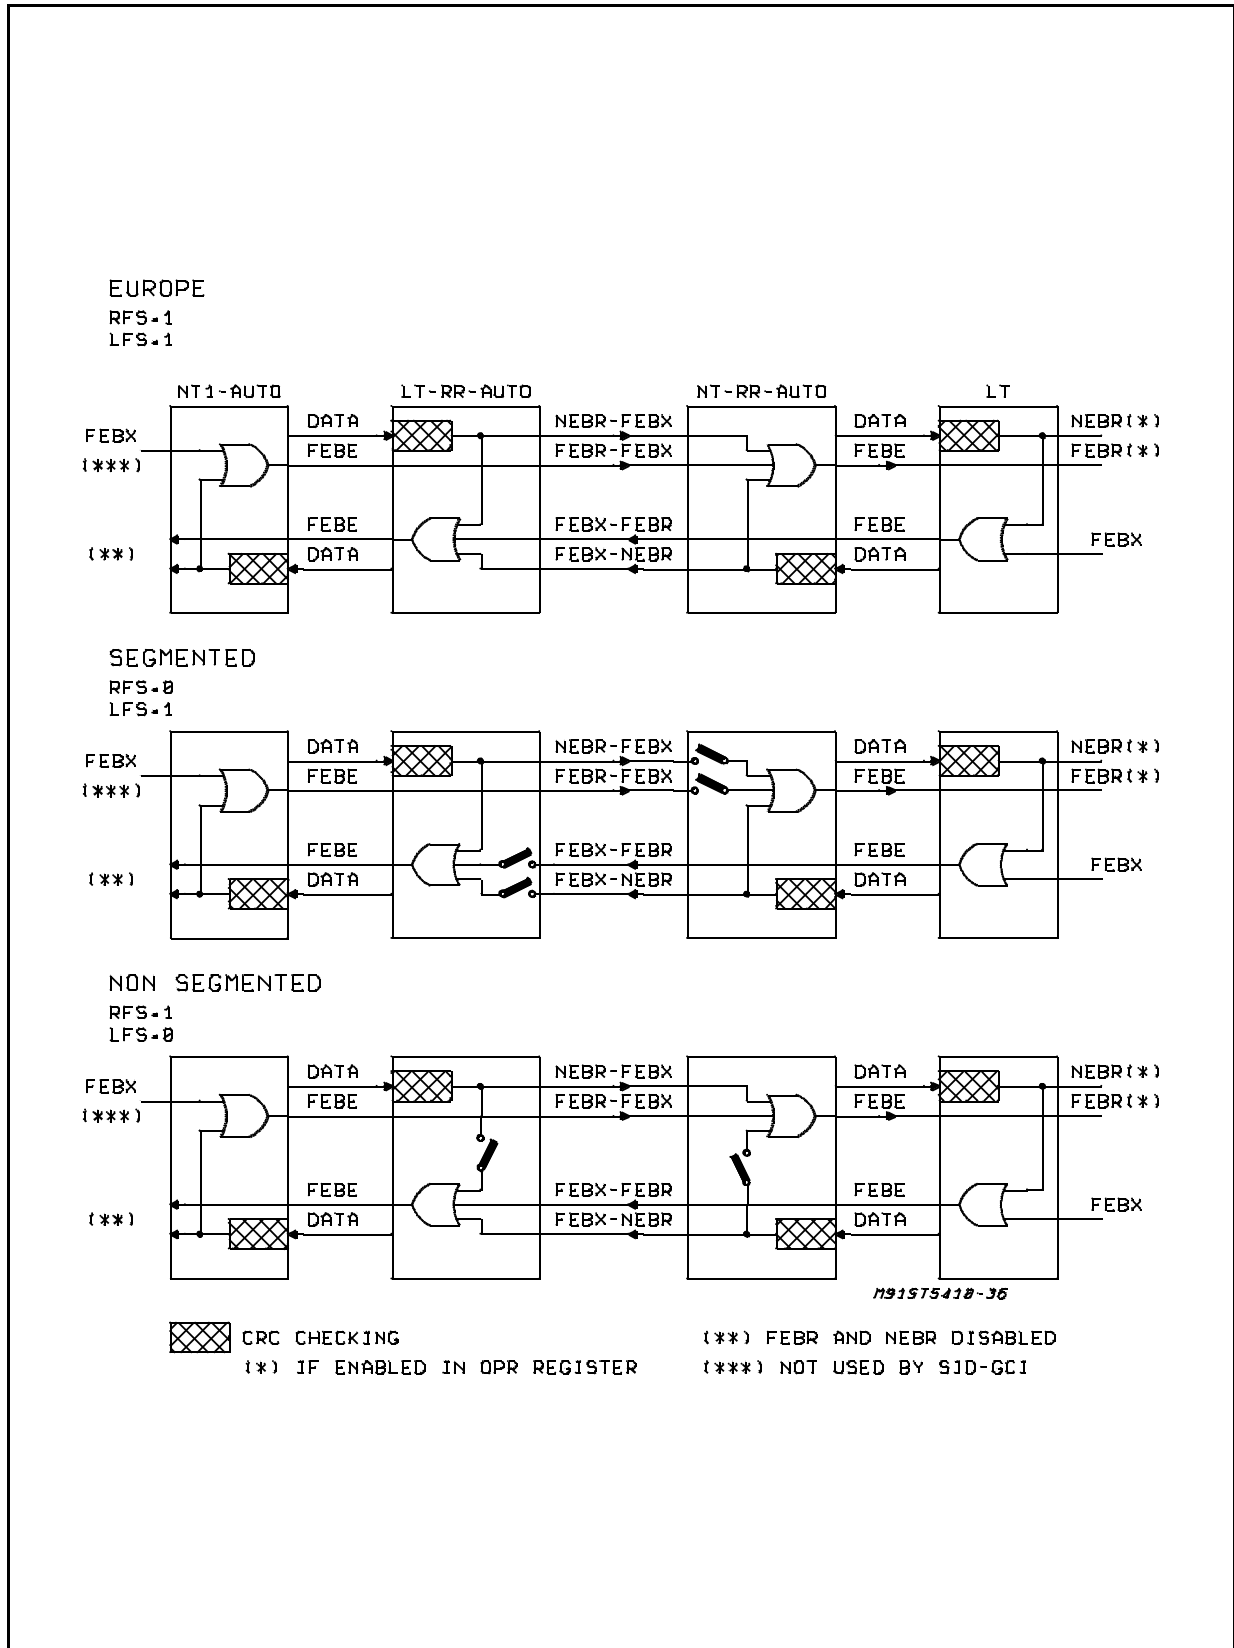 EUROPE
RFS.1
LFS.1
NT1-AUTO LT-RR-AUTO NT-RR-AUTO LT
DATA NEBR-FEBX DATA NEBR(*)
FEBX FEBE FEBR-FEBX FEBE FEBR(*)
(***)
FEBE FEBX-FEBR FEBE FEBX
(**) DATA FEBX-NEBR DATA
SEGMENTED
RFS.0
LFS.1
DATA NEBR-FEBX DATA NEBR(*)
FEBX FEBE FEBR-FEBX FEBE FEBR(*)
(***)
FEBE FEBX-FEBR FEBE FEBX
(**) DATA FEBX-NEBR DATA
NON SEGMENTED
RFS.1
LFS.0
DATA NEBR-FEBX DATA NEBR(*)
FEBX FEBE FEBR-FEBX FEBE FEBR(*)
(***)
FEBE FEBX-FEBR FEBE FEBX
(**) DATA FEBX-NEBR DATA
M91ST5410-36
CRC CHECKING (**) FEBR AND NEBR DISABLED
(*) IF ENABLED IN OPR REGISTER (***) NOT USED BY SID-GCI